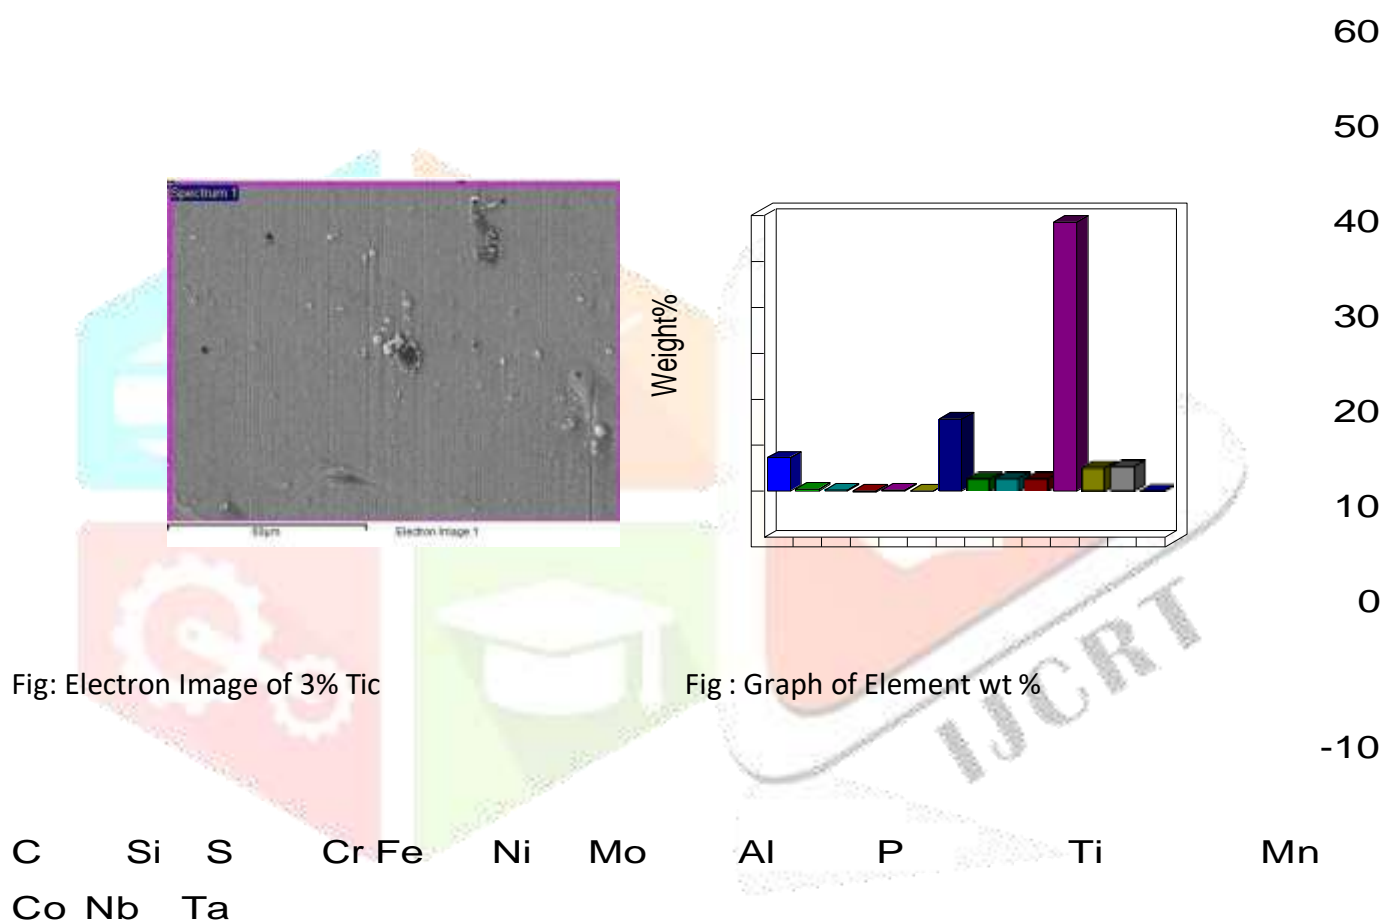 60
50
40
30
20
10
0
-10
Spectrum 1
Electron Image 1
Weight%
Fig: Electron Image of 3% Tic
Fig : Graph of Element wt %
IJCRT
C Si S Cr Fe Ni Mo Al P Ti Mn
Co Nb Ta